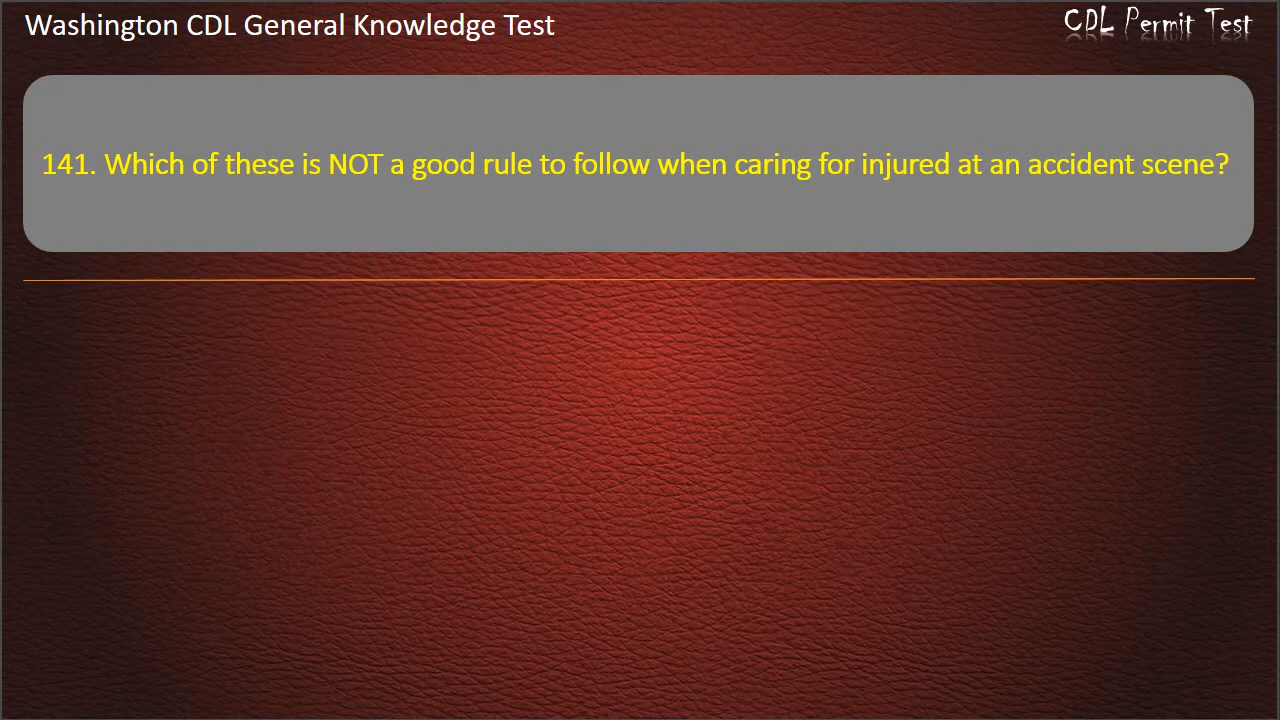 Washington CDL General Knowledge Test
CDL Permit Test
141. Which of these is NOT a good rule to follow when caring for injured at an accident scene?